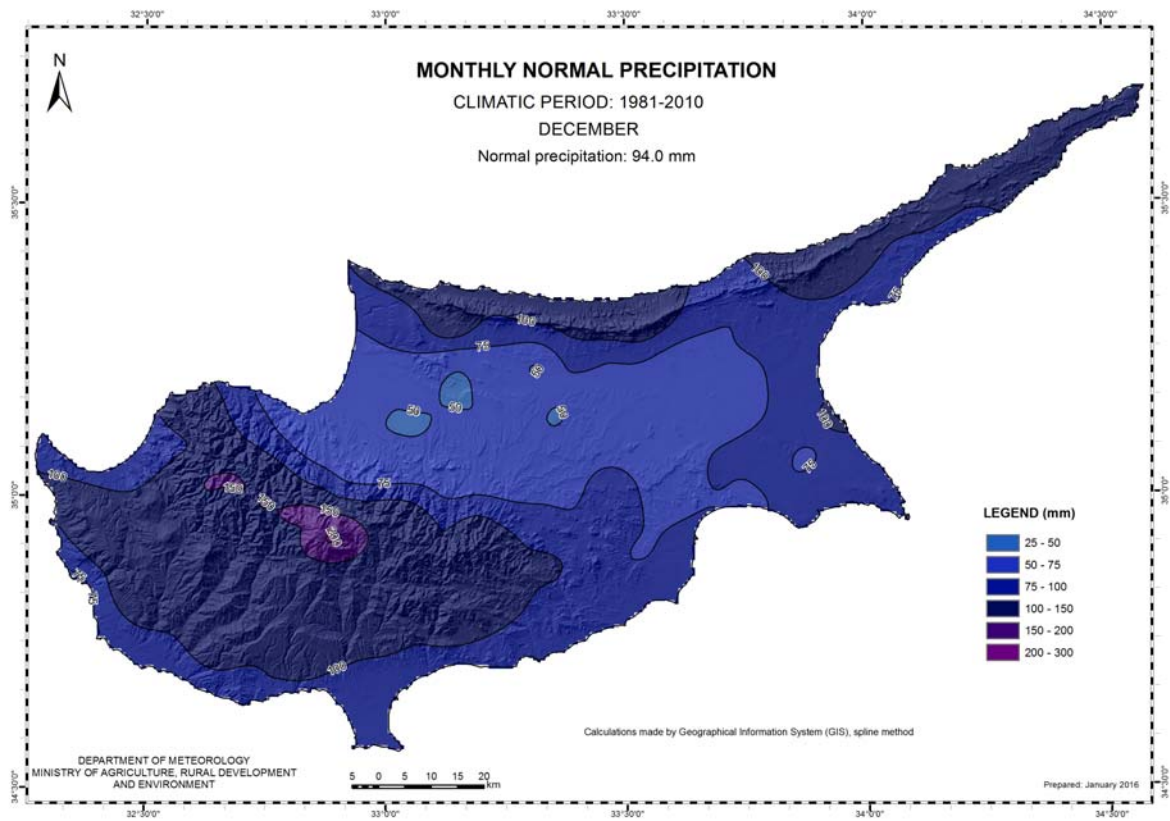 32°30'0" 33°0'0" 33°30'0" 34°0'0" 34°30'0"
N
MONTHLY NORMAL PRECIPITATION
CLIMATIC PERIOD: 1981-2010
DECEMBER
Normal precipitation: 94.0 mm
35°30'0" 35°30'0"
100
75
100
100
75
50
50
50
50
100
75
100
150
75
150
150
200
75
75
100
35°0'0" 35°0'0"
LEGEND (mm)
25 - 50
50 - 75
75 - 100
100 - 150
150 - 200
200 - 300
Calculations made by Geographical Information System (GIS), spline method
DEPARTMENT OF METEOROLOGY
MINISTRY OF AGRICULTURE, RURAL DEVELOPMENT
AND ENVIRONMENT
5 0 5 10 15 20
km
Prepared: January 2016
34°30'0" 34°30'0"
32°30'0" 33°0'0" 33°30'0" 34°0'0" 34°30'0"